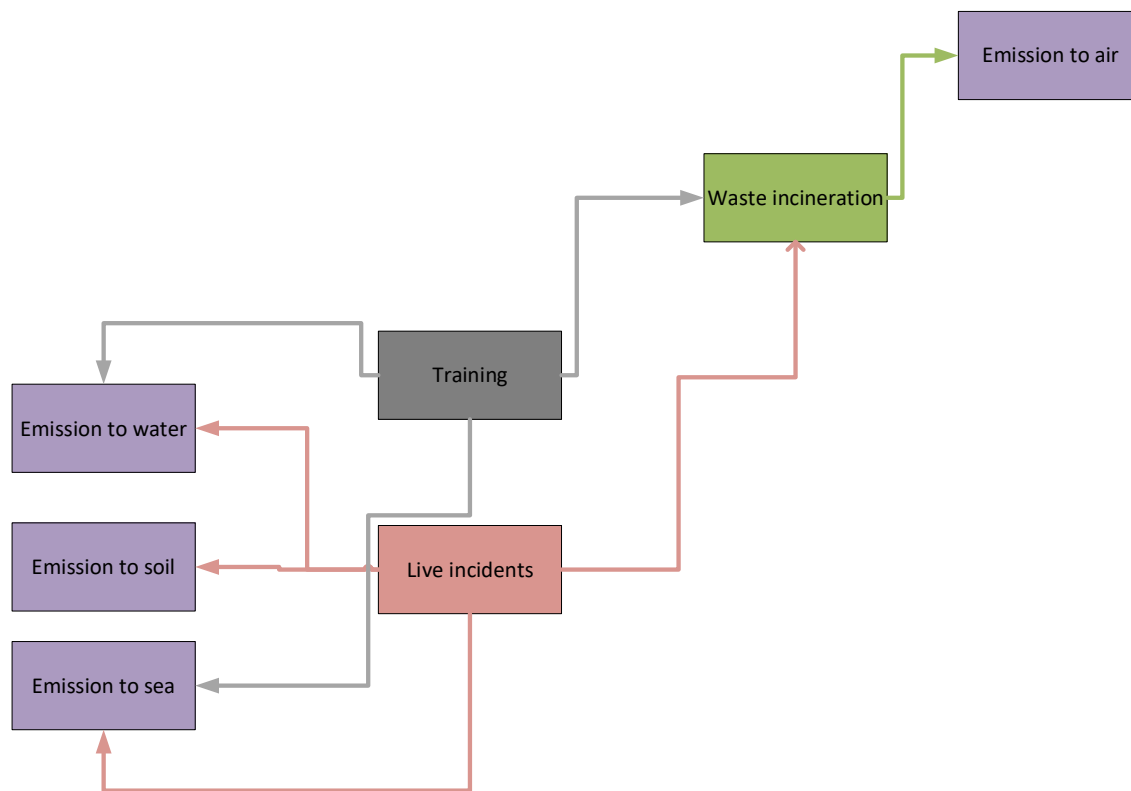 Emission to air
Waste incineration
Training
Emission to water
Emission to soil
Live incidents
Emission to sea